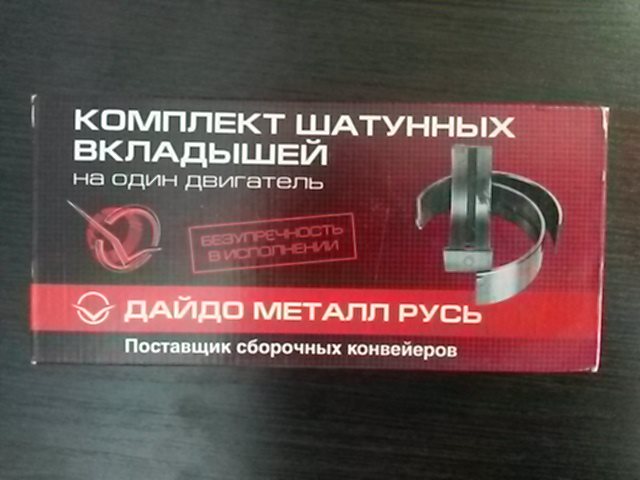 КОМПЛЕКТ ШАТУННЫХ
ВКЛАДЫШЕЙ
на один двигатель
БЕЗУПРЕЧНОСТЬ
В ИСПОЛНЕНИИ
ДАЙДО МЕТАЛЛ РУСЬ
Поставщик сборочных конвейеров